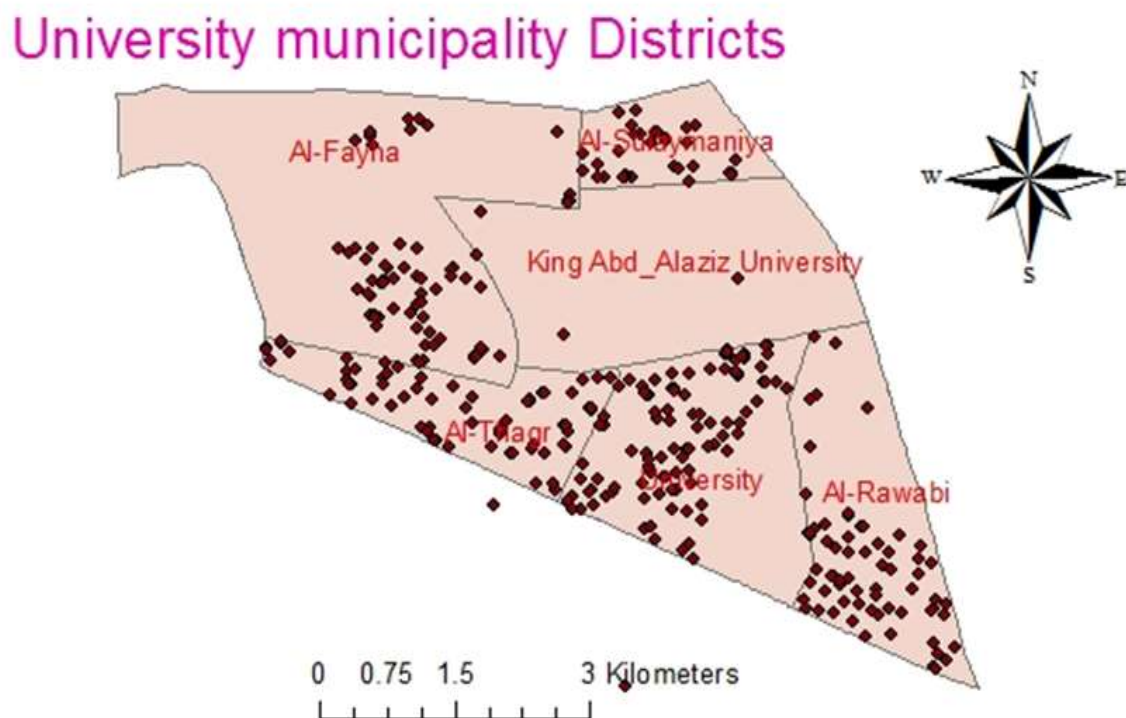 University municipality Districts
N
W
E
S
Al-Fayha
Al-Sulaymaniya
King Abd_Alaziz University
Al-Thagr
University
Al-Rawabi
0 0.75 1.5 3 Kilometers